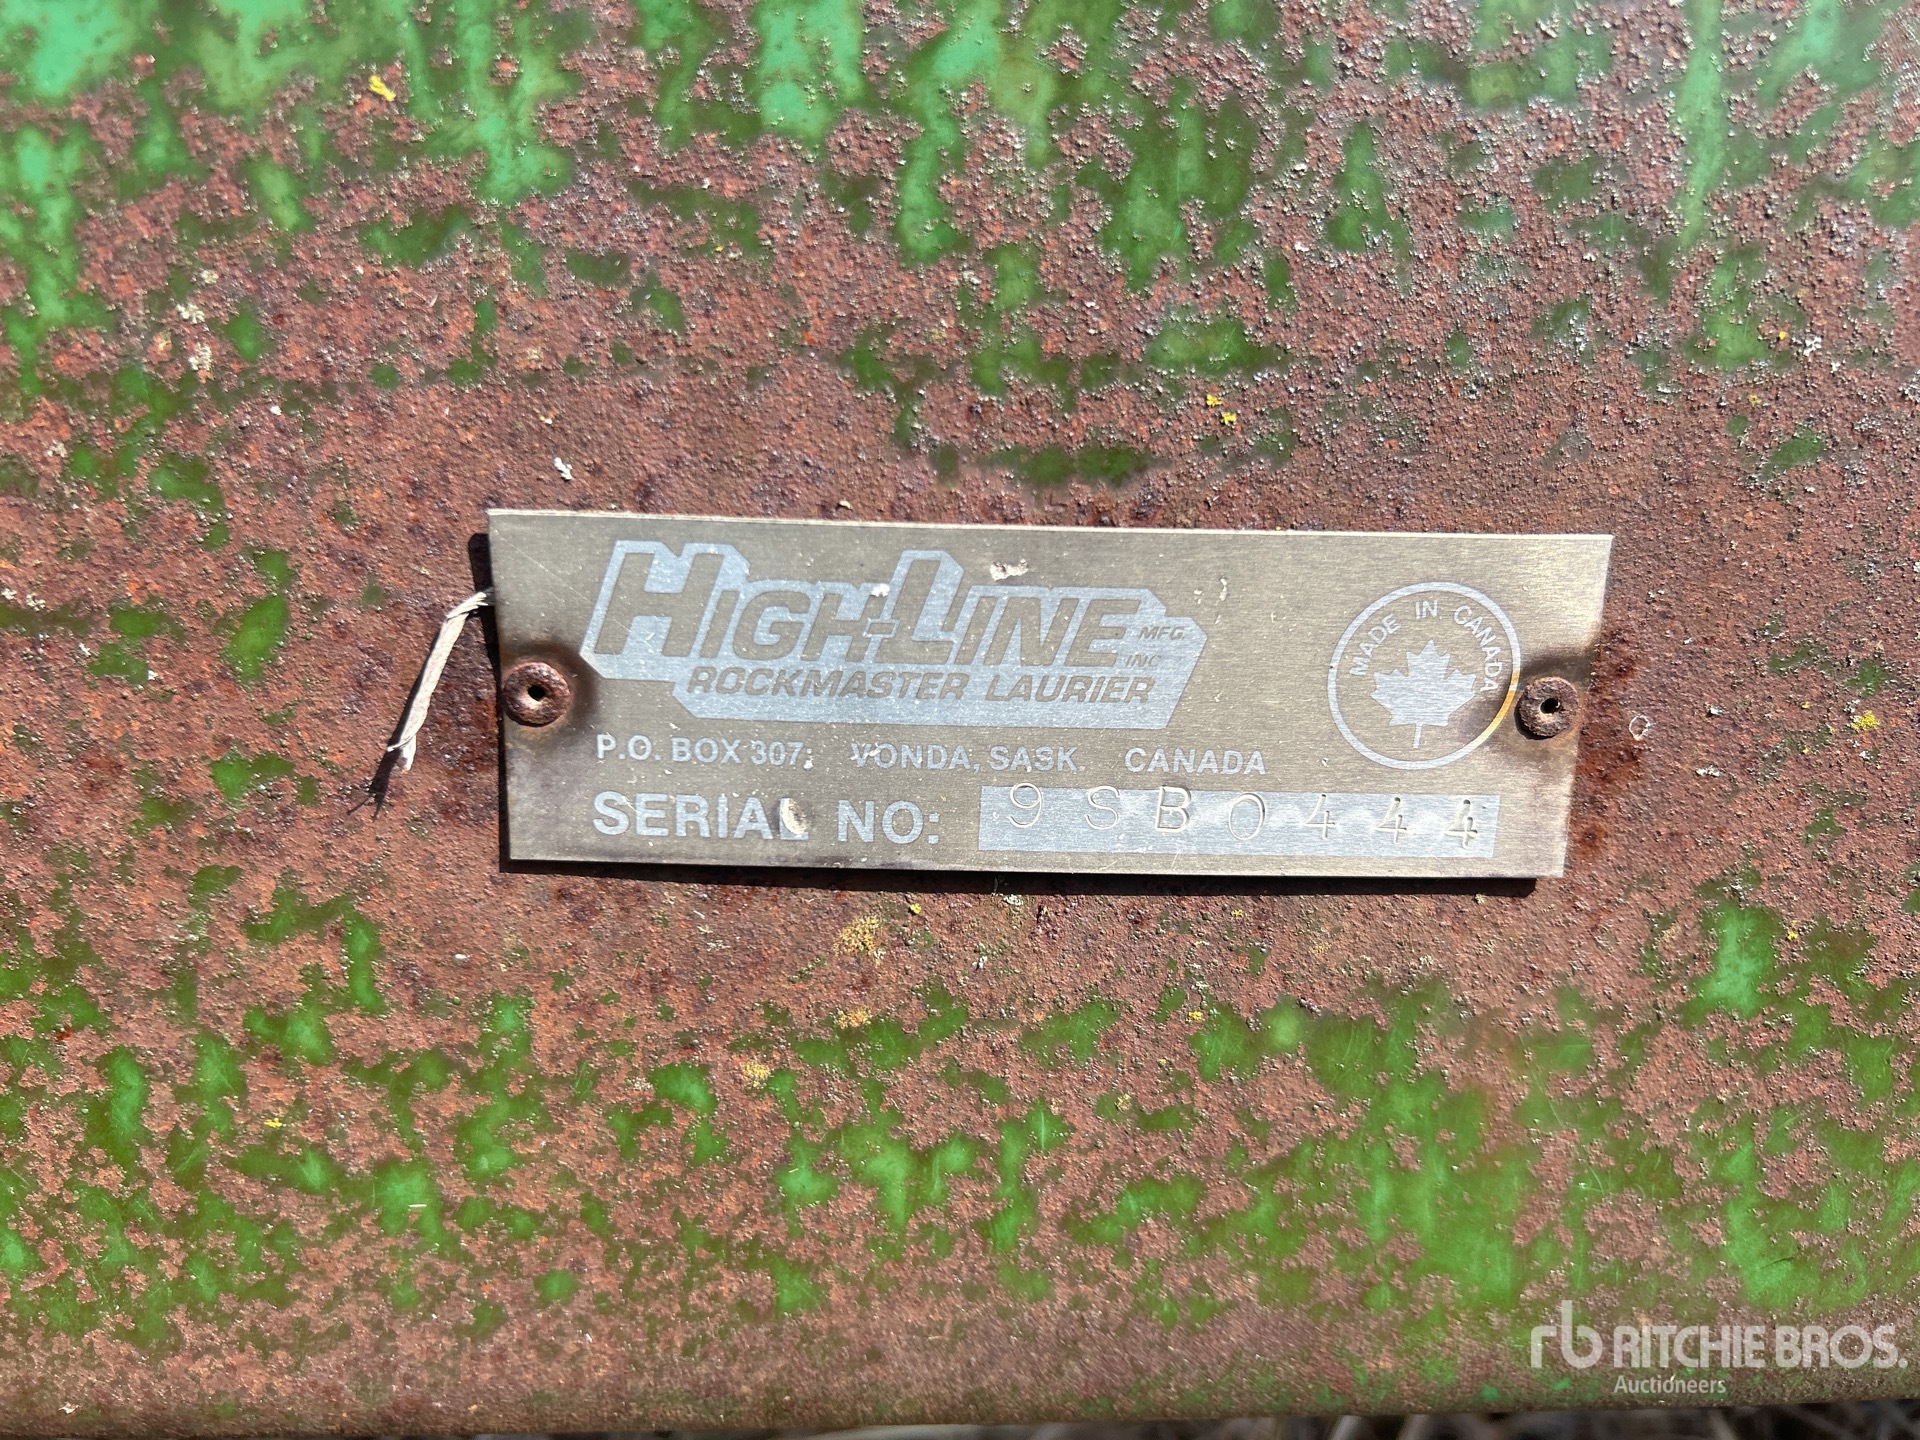 HIGH-LINE MFG. INC
ROCKMASTER LAURIER
MADE IN CANADA
P.O. BOX 307, VONDA, SASK. CANADA
SERIAL NO: 9SB0444
rb RITCHIE BROS.
Auctioneers